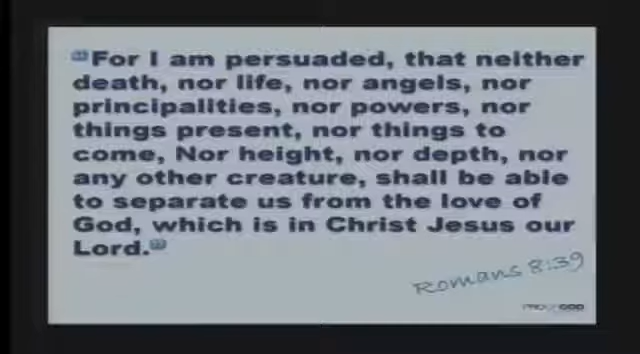 "For I am persuaded, that neither
death, nor life, nor angels, nor
principalities, nor powers, nor
things present, nor things to
come, Nor height, nor depth, nor
any other creature, shall be able
to separate us from the love of
God, which is in Christ Jesus our
Lord."
Romans 8:39